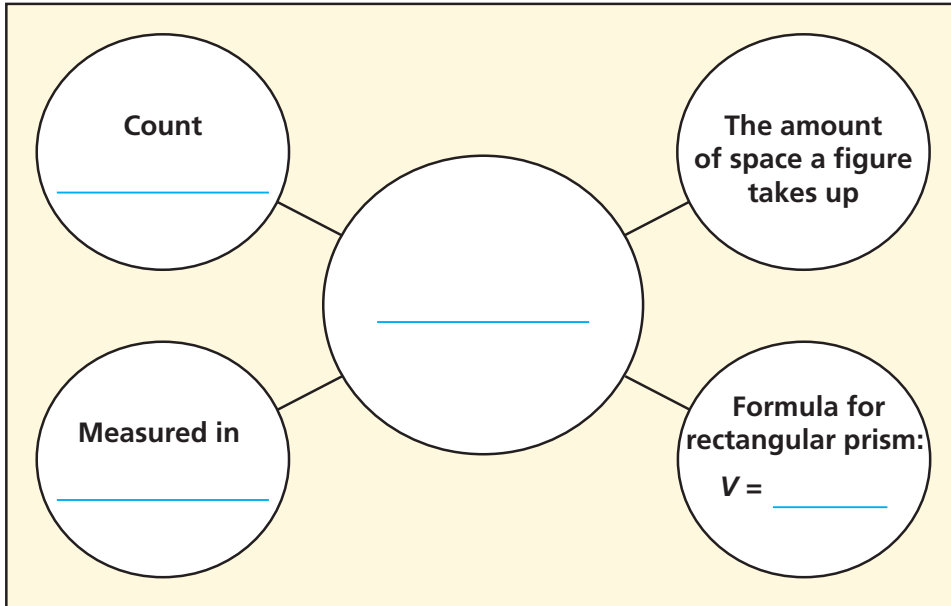 Count
The amount
of space a figure
takes up
Measured in
Formula for
rectangular prism:
V =